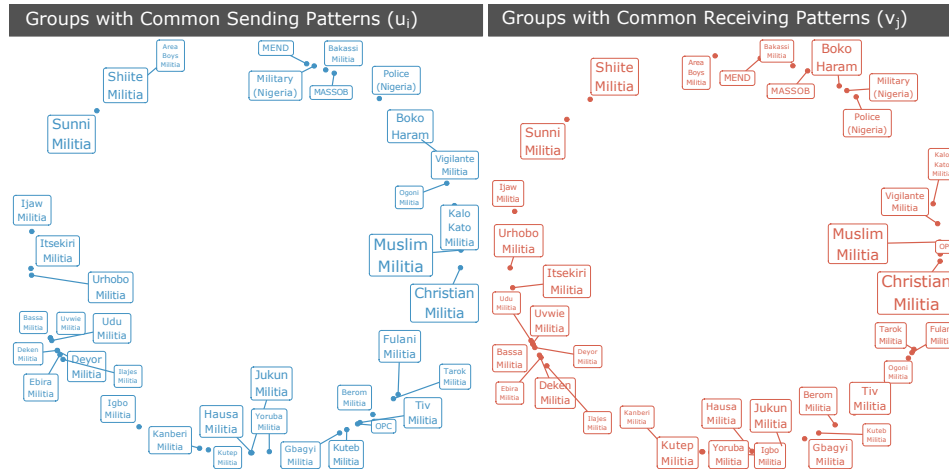 Groups with Common Sending Patterns (ui)
Area
Boys
Militia
Shiite
Militia
Sunni
Militia
MEND
Bakassi
Militia
Military
(Nigeria)
MASSOB
Police
(Nigeria)
Boko
Haram
Vigilante
Militia
Ogoni
Militia
Kalo
Kato
Militia
Muslim
Militia
Christian
Militia
Ijaw
Militia
Itsekiri
Militia
Urhobo
Militia
Bassa
Militia
Uvwie
Militia
Udu
Militia
Deken
Militia
Deyor
Militia
Ebira
Militia
Ilajes
Militia
Igbo
Militia
Kanberi
Militia
Hausa
Militia
Kutep
Militia
Jukun
Militia
Yoruba
Militia
Fulani
Militia
Tarok
Militia
Berom
Militia
Tiv
Militia
OPC
Gbagyi
Militia
Kuteb
Militia
Groups with Common Receiving Patterns (vj)
Shiite
Militia
Sunni
Militia
Area
Boys
Militia
MEND
Bakassi
Militia
MASSOB
Boko
Haram
Military
(Nigeria)
Police
(Nigeria)
Kalo
Kato
Militia
Vigilante
Militia
Muslim
Militia
Christian
Militia
Ijaw
Militia
Urhobo
Militia
Itsekiri
Militia
Udu
Militia
Uvwie
Militia
Bassa
Militia
Deyor
Militia
Ebira
Militia
Deken
Militia
Ilajes
Militia
Kanberi
Militia
Kutep
Militia
Hausa
Militia
Yoruba
Militia
Jukun
Militia
Igbo
Militia
Berom
Militia
Gbagyi
Militia
Kuteb
Militia
Tiv
Militia
Tarok
Militia
Fulani
Militia
Ogoni
Militia